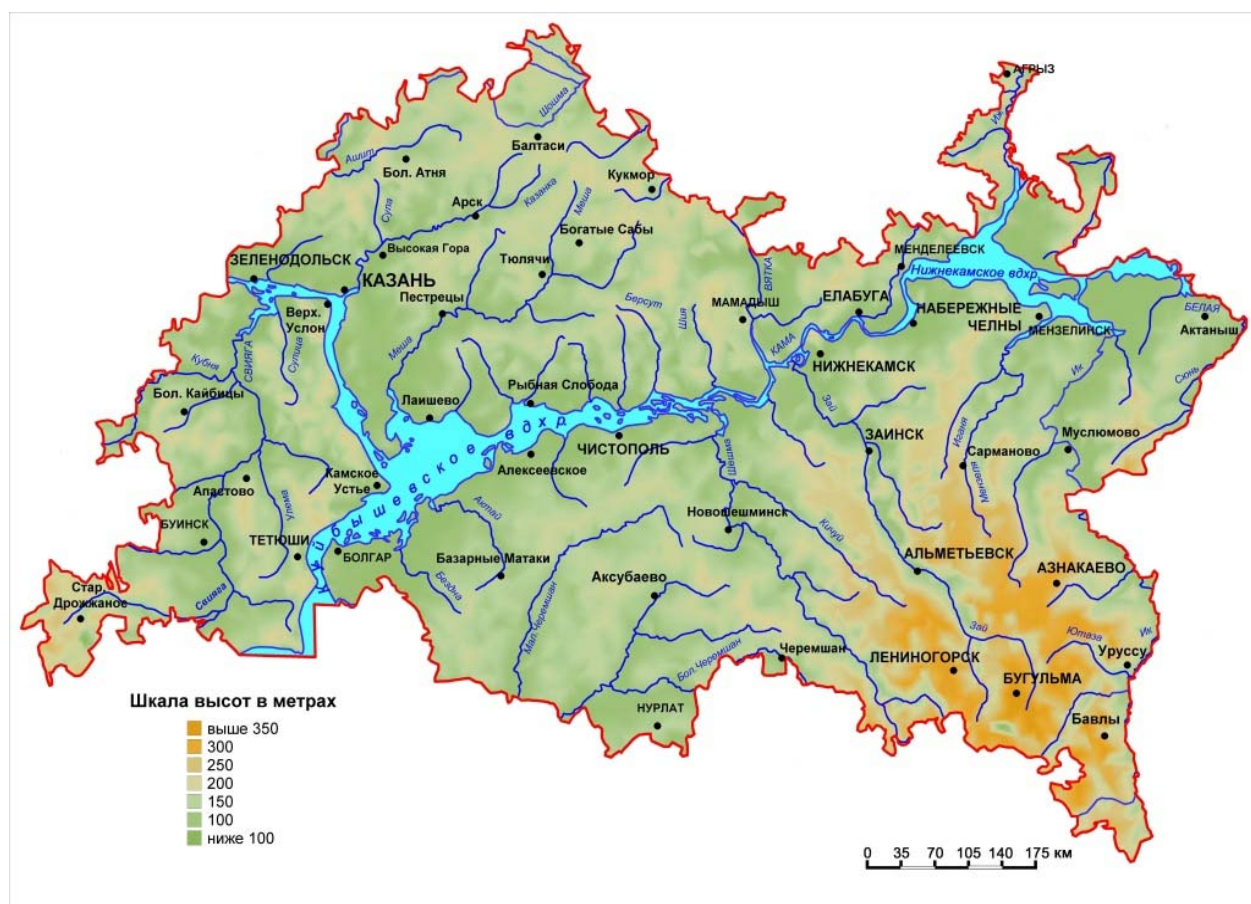 АГРЫЗ
Иж
Шошма
Балтаси
Ашит
Бол. Атня
Кукмор
Казанка
Меша
Сула
Арск
Богатые Сабы
Высокая Гора
ЗЕЛЕНОДОЛЬСК
Тюлячи
ВЯТКА
МЕНДЕЛЕЕВСК
Нижнекамское вдхр.
КАЗАНЬ
Пестрецы
Верх.
Услон
Берсут
Шия
МАМАДЫШ
ЕЛАБУГА
НАБЕРЕЖНЫЕ
ЧЕЛНЫ
МЕНЗЕЛИНСК
БЕЛАЯ
Актаныш
Кубня
СВИЯГА
Сулица
Меша
КАМА
НИЖНЕКАМСК
Ик
Сюнь
Бол. Кайбицы
Лаишево
Рыбная Слобода
Зай
ЗАИНСК
Иганя
Муслюмово
Сарманово
ЧИСТОПОЛЬ
Шешма
Куйбышевское вдхр
Алексеевское
Камское
Устье
Апастово
Улема
Мензеля
Актай
Новошешминск
Кичуй
БУИНСК
ТЕТЮШИ
БОЛГАР
Базарные Матаки
АЛЬМЕТЬЕВСК
АЗНАКАЕВО
Бездна
Аксубаево
Стар.
Дрожжаное
Свияга
Мал.Черемшан
Зай
Ютаза
Ик
Уруссу
Бол.Черемшан
Черемшан
ЛЕНИНОГОРСК
БУГУЛЬМА
НУРЛАТ
Бавлы
Шкала высот в метрах
выше 350
300
250
200
150
100
ниже 100
0 35 70 105 140 175 км